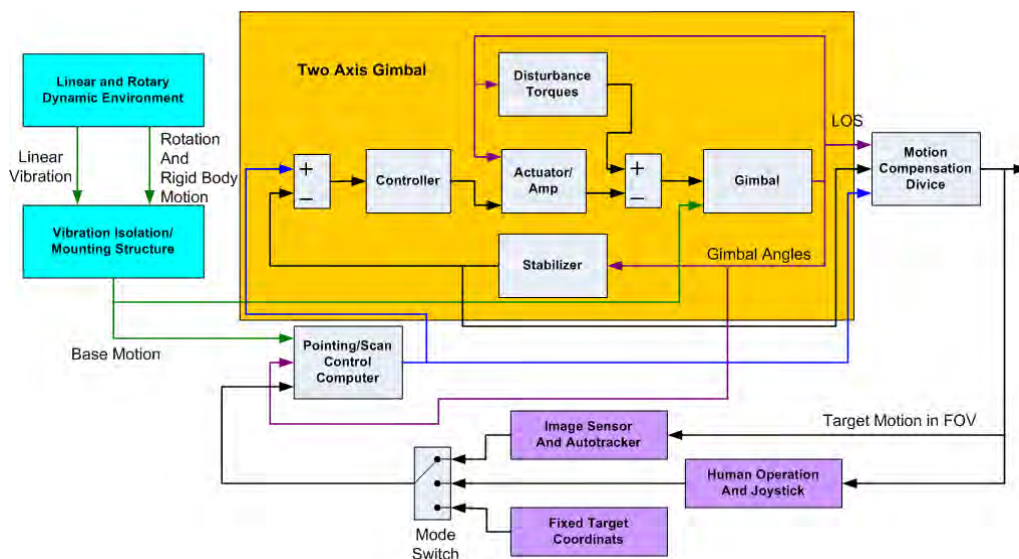 Two Axis Gimbal
Linear and Rotary
Dynamic Environment
Linear
Vibration
Rotation
And
Rigid Body
Motion
Vibration Isolation/
Mounting Structure
Base Motion
+
−
Controller
Disturbance
Torques
Actuator/
Amp
+
−
Gimbal
Stabilizer
Gimbal Angles
LOS
Motion
Compensation
Divice
Pointing/Scan
Control
Computer
Target Motion in FOV
Image Sensor
And Autotracker
Human Operation
And Joystick
Fixed Target
Coordinats
Mode
Switch